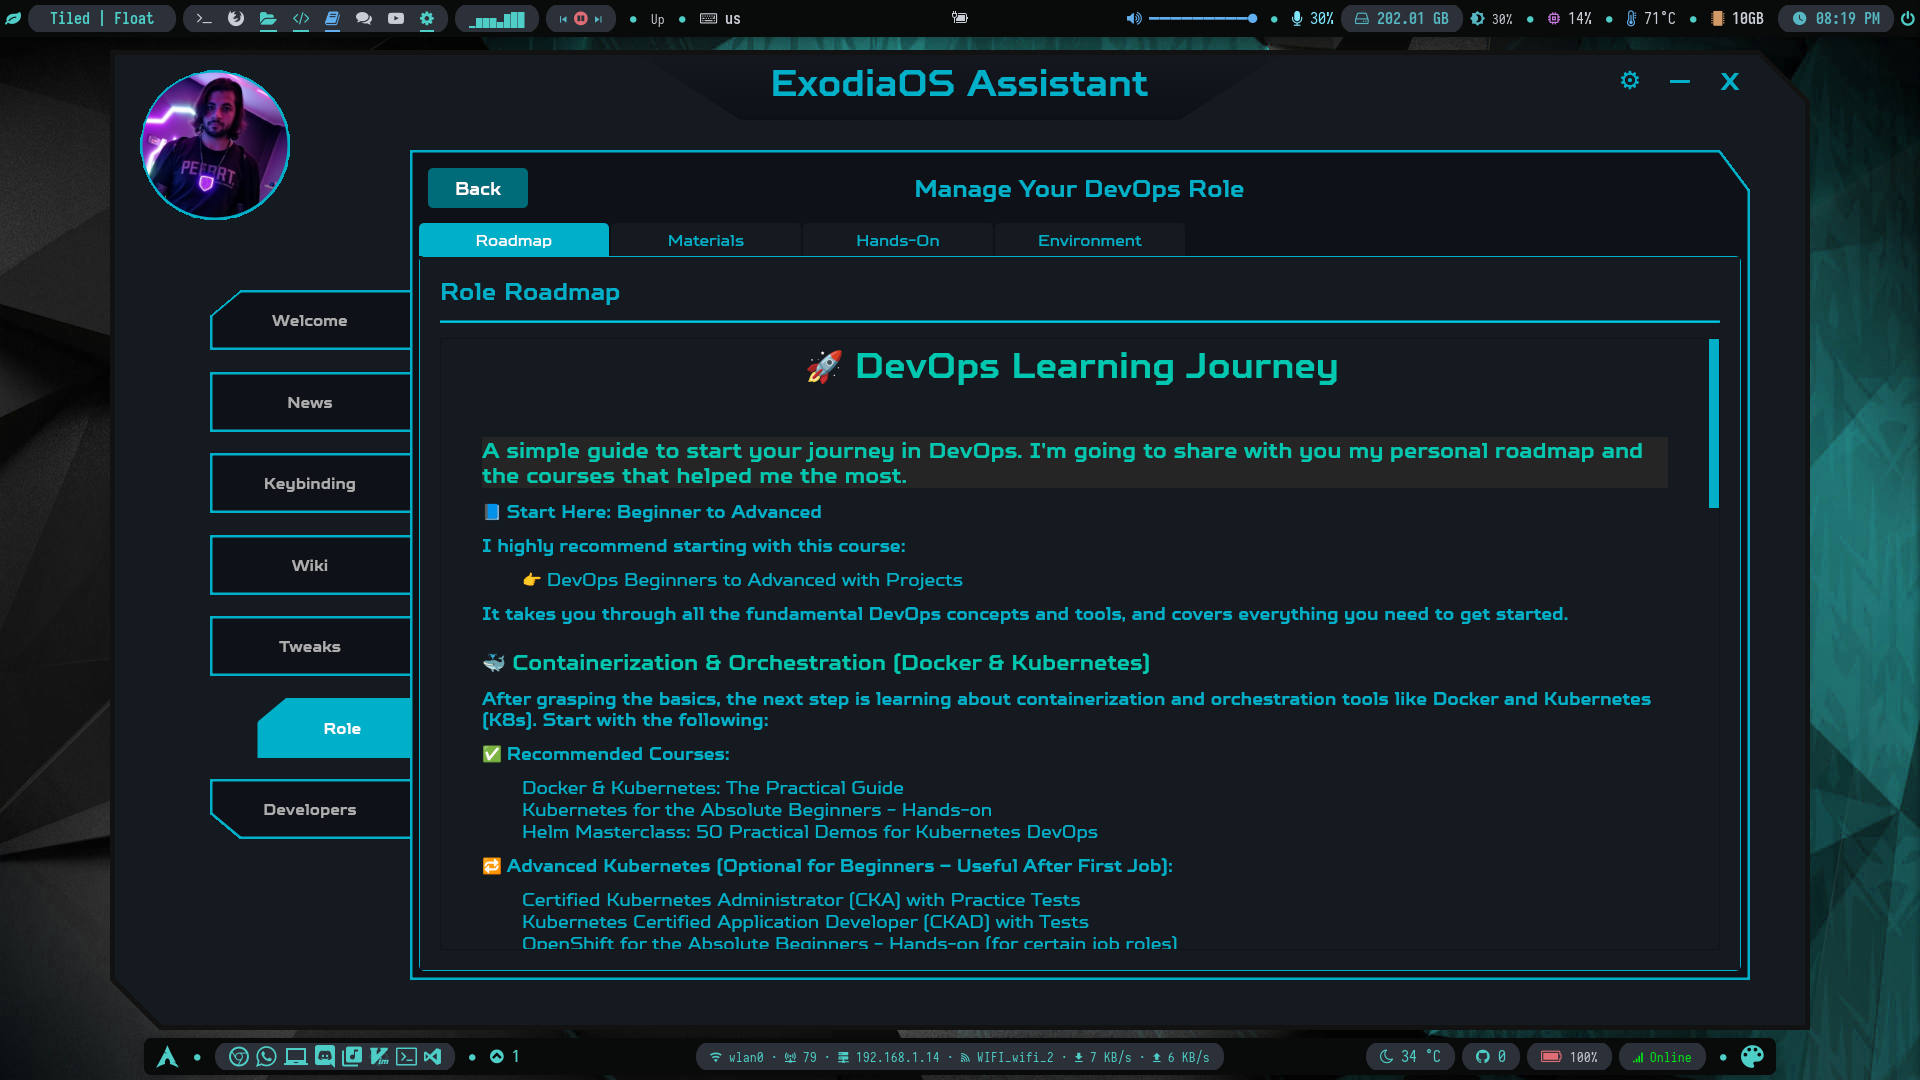 Tiled | Float
Up
us
30%
202.01 GB
30%
14%
71°C
10GB
08:19 PM
ExodiaOS Assistant
X
Back
Manage Your DevOps Role
Roadmap
Materials
Hands-On
Environment
Role Roadmap
Welcome
News
Keybinding
Wiki
Tweaks
Role
Developers
🚀 DevOps Learning Journey
A simple guide to start your journey in DevOps. I'm going to share with you my personal roadmap and
the courses that helped me the most.
📘 Start Here: Beginner to Advanced
I highly recommend starting with this course:
👉 DevOps Beginners to Advanced with Projects
It takes you through all the fundamental DevOps concepts and tools, and covers everything you need to get started.
🐳 Containerization & Orchestration (Docker & Kubernetes)
After grasping the basics, the next step is learning about containerization and orchestration tools like Docker and Kubernetes
(K8s). Start with the following:
✅ Recommended Courses:
Docker & Kubernetes: The Practical Guide
Kubernetes for the Absolute Beginners - Hands-on
Helm Masterclass: 50 Practical Demos for Kubernetes DevOps
🔁 Advanced Kubernetes (Optional for Beginners – Useful After First Job):
Certified Kubernetes Administrator (CKA) with Practice Tests
Kubernetes Certified Application Developer (CKAD) with Tests
OpenShift for the Absolute Beginners - Hands-on (for certain job roles)
1
wlan0 · 79 · 192.168.1.14 · WIFI_wifi_2 · 7 KB/s · 6 KB/s
34 °C
0
100%
Online